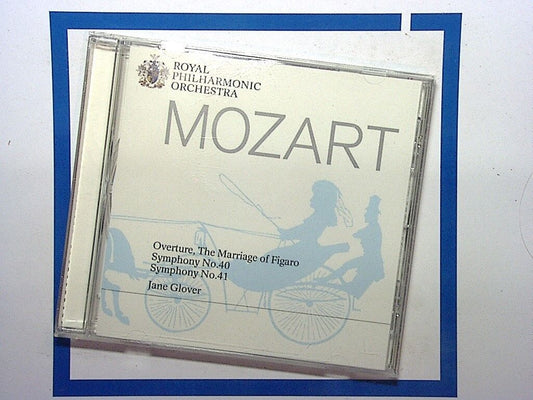 ROYAL
PHILHARMONIC
ORCHESTRA
MOZART
Overture, The Marriage of Figaro
Symphony No.40
Symphony No.41
Jane Glover